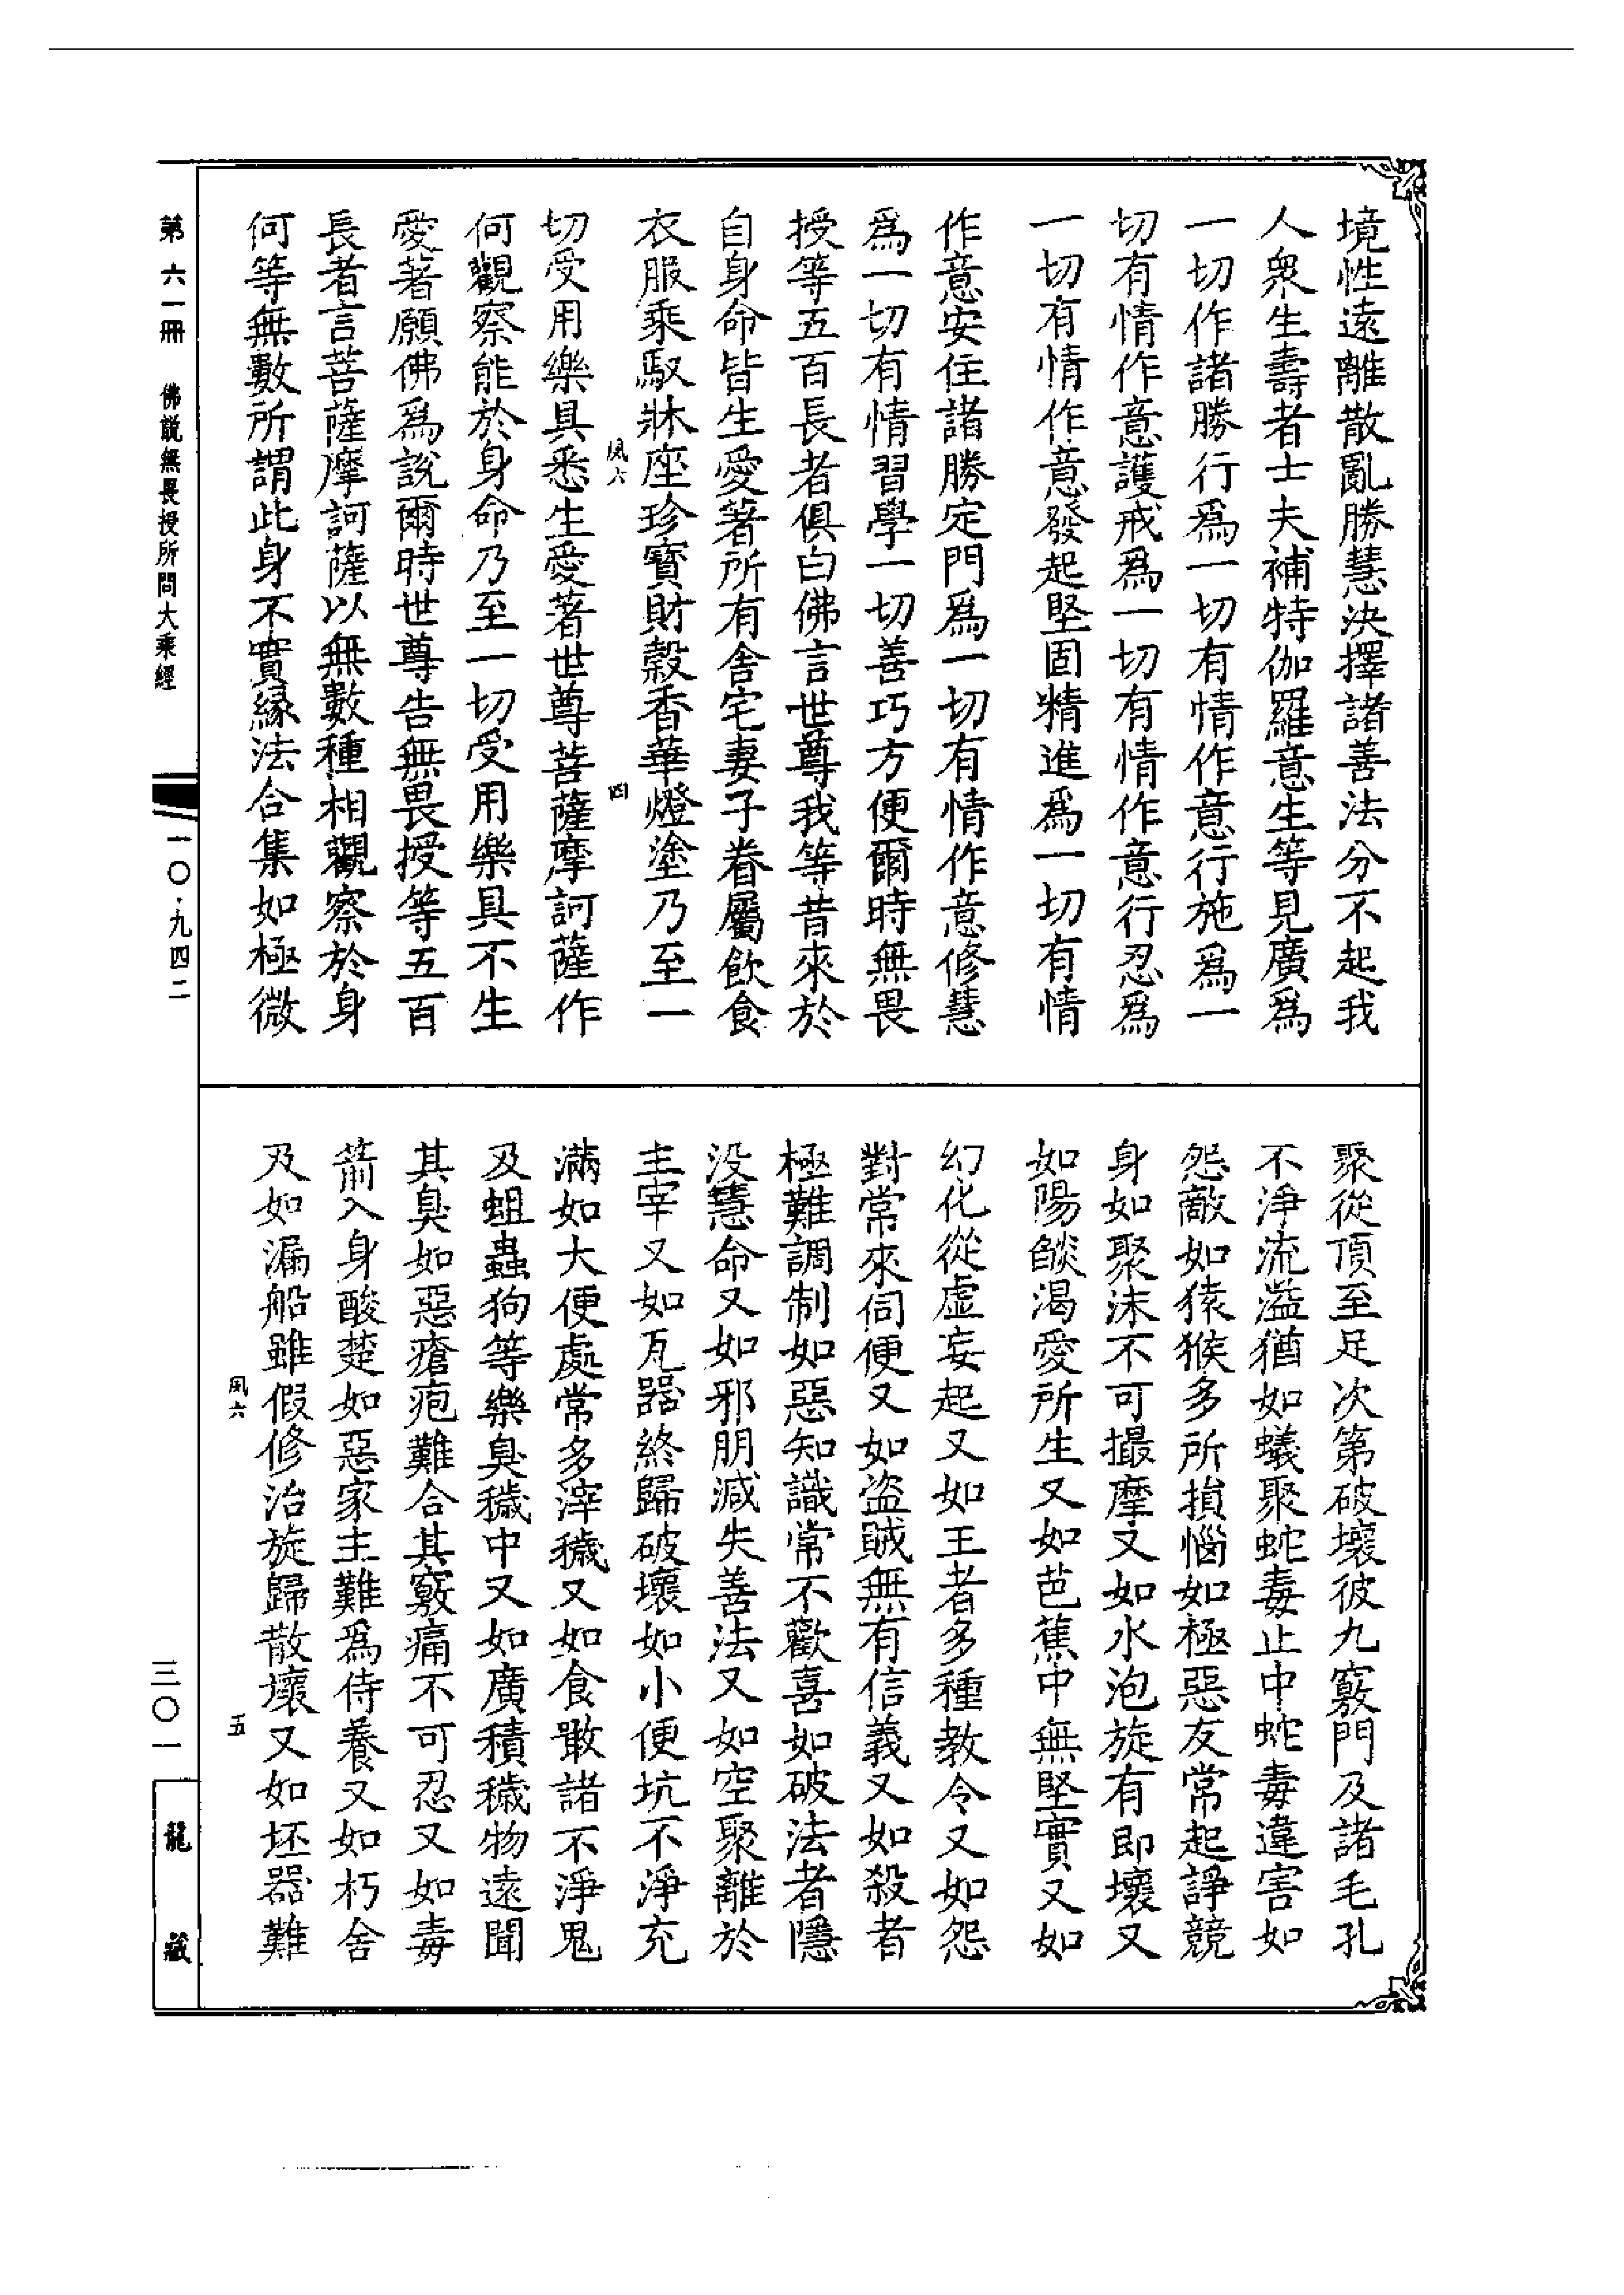 境性遠離散亂勝慧決擇諸善法分不起我
人衆生壽者士夫補特伽羅意生等見廣爲
一切作諸勝行爲一切有情作意行施爲一
切有情作意護戒爲一切有情作意行忍爲
一切有情作意發起堅固精進爲一切有情
作意安住諸勝定門爲一切有情作意修慧
爲一切有情習學一切善巧方便爾時無畏
授等五百長者俱白佛言世尊我等昔來於
自身命皆生愛著所有舍宅妻子眷屬飲食
衣服乘馭牀座珍寶財穀香華燈塗乃至一
夙六 四
切受用樂具悉生愛著世尊菩薩摩訶薩作
何觀察能於身命乃至一切受用樂具不生
愛著願佛爲說爾時世尊告無畏授等五百
長者言菩薩摩訶薩以無數種相觀察於身
何等無數所謂此身不實緣法合集如極微
聚從頂至足次第破壞彼九竅門及諸毛孔
不淨流溢猶如蟻聚蛇毒止中蛇毒違害如
怨敵如猿猴多所損惱如極惡友常起諍競
身如聚沫不可撮摩又如水泡旋有即壞又
如陽燄渴愛所生又如芭蕉中無堅實又如
幻化從虛妄起又如王者多種教令又如怨
對常來伺便又如盜賊無有信義又如殺者
極難調制如惡知識常不歡喜如破法者隱
没慧命又如邪朋減失善法又如空聚離於
主宰又如瓦器終歸破壞如小便坑不淨充
滿如大便處常多滓穢又如食噉諸不淨鬼
及蛆蟲狗等樂臭穢中又如廣積穢物遠聞
其臭如惡瘡疱難合其竅痛不可忍又如毒
箭入身酸楚如惡家主難爲侍養又如朽舍
及如漏船雖假修治旋歸散壞又如坯器難
夙六 五
第六一冊 佛說無畏授所問大乘經
一〇·九四二
三〇一
龍藏